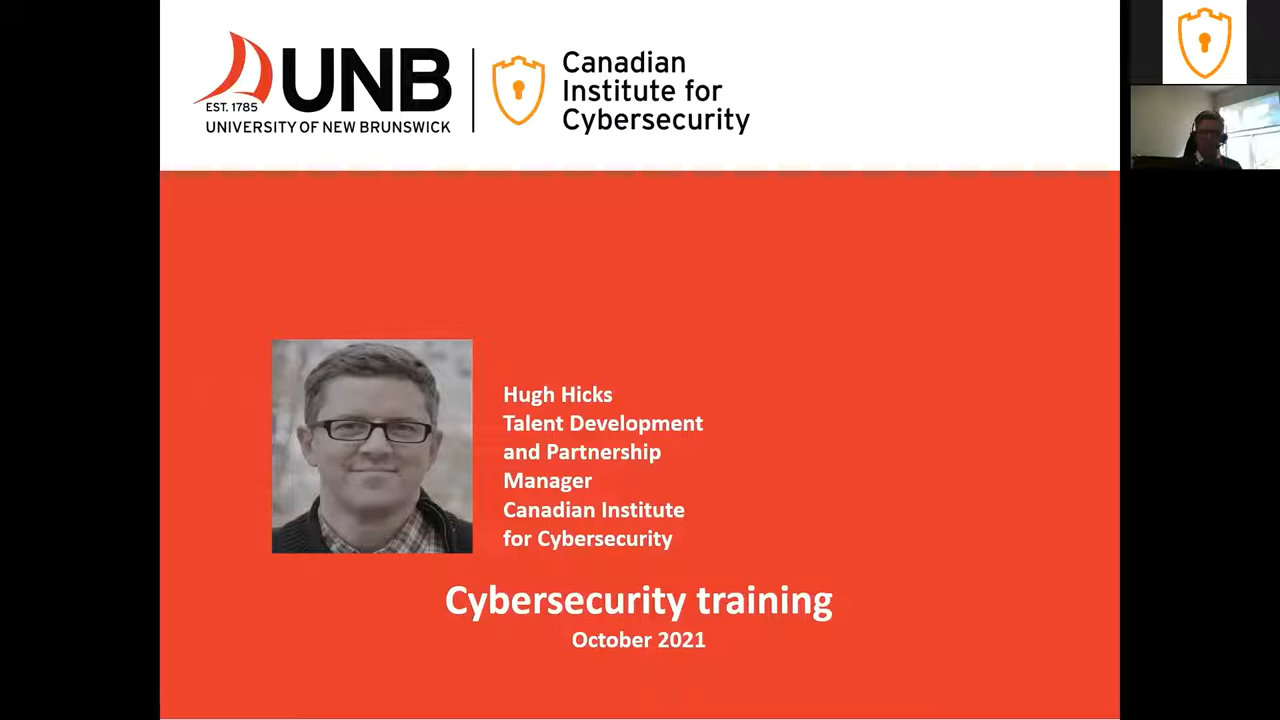 UNB
EST. 1785
UNIVERSITY OF NEW BRUNSWICK
Canadian
Institute for
Cybersecurity
Hugh Hicks
Talent Development
and Partnership
Manager
Canadian Institute
for Cybersecurity
Cybersecurity training
October 2021